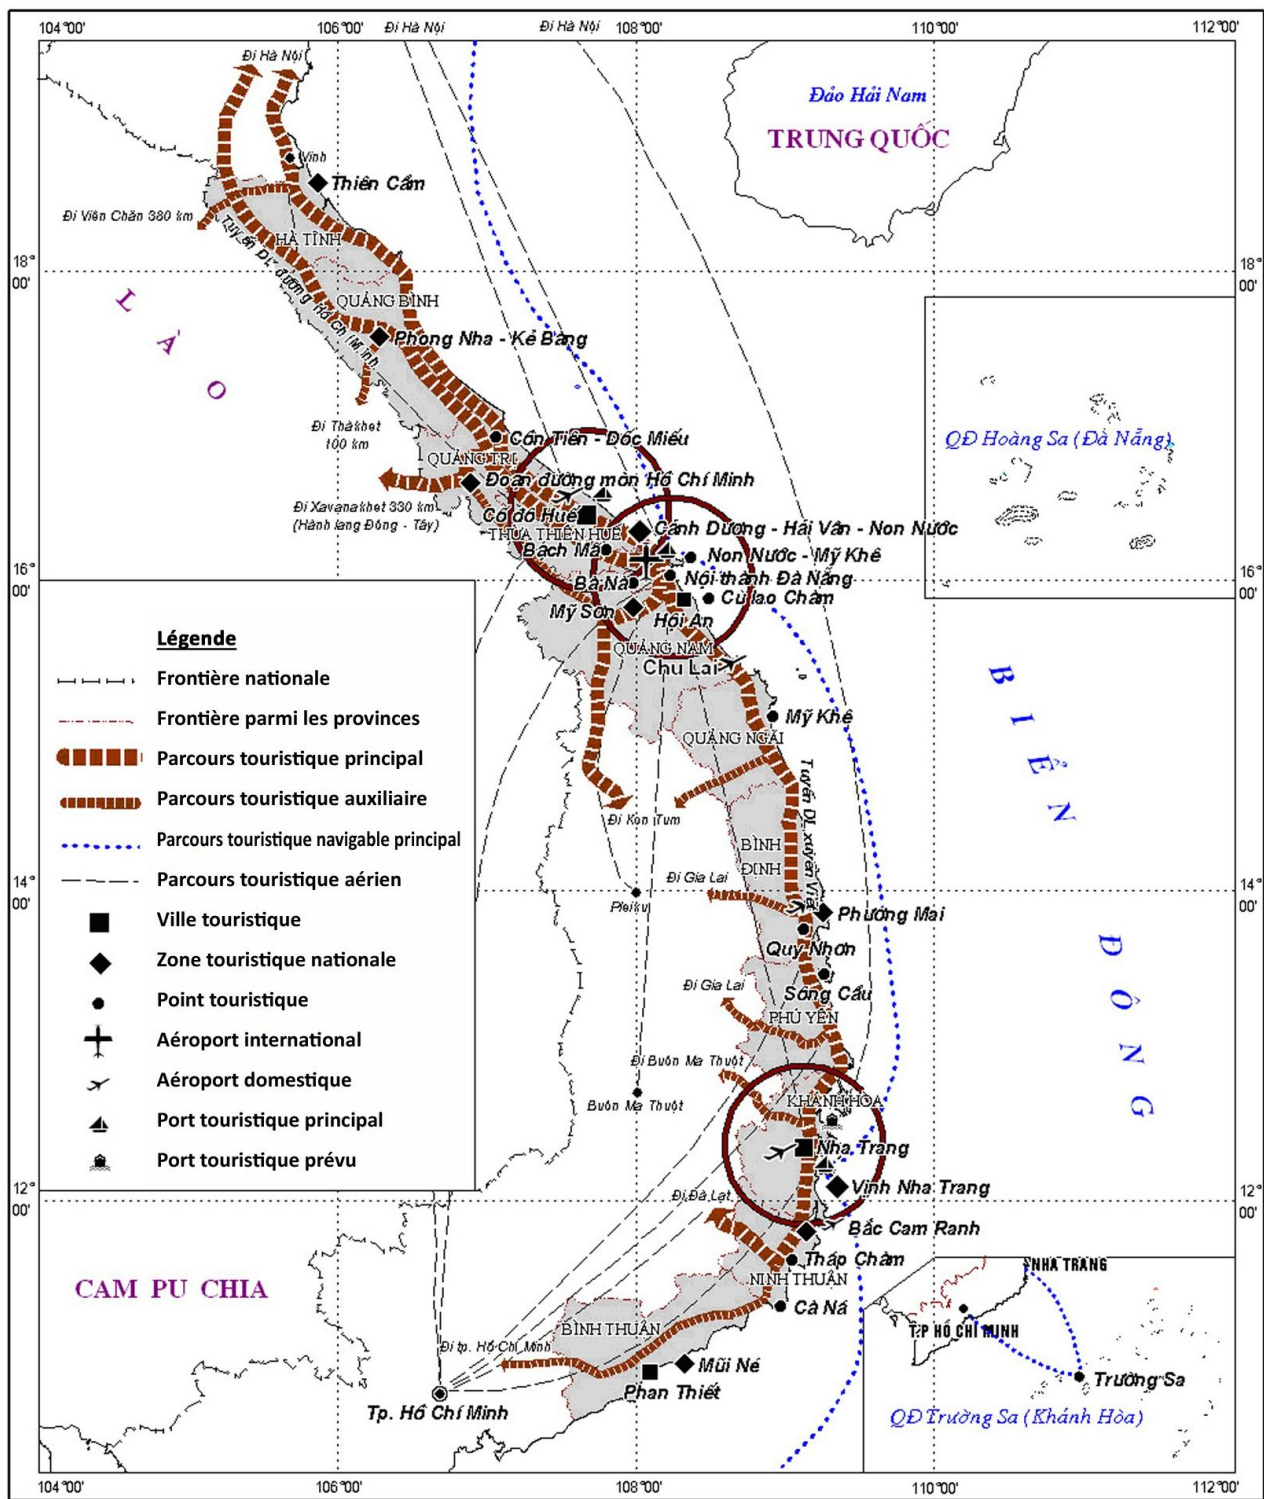 104°00'
106°00'
108°00'
110°00'
112°00'
Đi Hà Nội
Đi Hà Nội
Đi Hà Nội
Đảo Hải Nam
TRUNG QUỐC
Vinh
Thiên Cầm
Đi Viên Chăn 380 km
HÀ TĨNH
Tuyến DL đường Hồ Chí Minh
18°00'
18°00'
LÀO
QUẢNG BÌNH
Phong Nha - Kẻ Bàng
Đi Thàkhet
100 km
Cồn Tiên - Dốc Miếu
QĐ Hoàng Sa (Đà Nẵng)
QUẢNG TRỊ
Đoạn đường mòn Hồ Chí Minh
Đi Xavanakhet 330 km
(Hành lang Đông - Tây)
Cố đô Huế
THỪA THIÊN HUẾ
Cảnh Dương - Hải Vân - Non Nước
Bạch Mã
Non Nước - Mỹ Khê
16°00'
16°00'
Bà Nà
Nội thành Đà Nẵng
Cù lao Chàm
Mỹ Sơn
Hội An
QUẢNG NAM
Chu Lai
BIỂN ĐÔNG
Mỹ Khê
QUẢNG NGÃI
Tuyến DL xuyên Việt
Đi Kon Tum
BÌNH
ĐỊNH
Đi Gia Lai
14°00'
14°00'
Pleiku
Phương Mai
Quy Nhơn
Sông Cầu
Đi Gia Lai
PHÚ YÊN
Đi Buôn Ma Thuột
Buôn Ma Thuột
KHÁNH HÒA
Nha Trang
Vịnh Nha Trang
12°00'
12°00'
Đi Đà Lạt
Bắc Cam Ranh
Tháp Chàm
NINH THUẬN
Cà Ná
BÌNH THUẬN
Đi tp. Hồ Chí Minh
Mũi Né
Phan Thiết
Tp. Hồ Chí Minh
CAM PU CHIA
Légende
Frontière nationale
Frontière parmi les provinces
Parcours touristique principal
Parcours touristique auxiliaire
Parcours touristique navigable principal
Parcours touristique aérien
Ville touristique
Zone touristique nationale
Point touristique
Aéroport international
Aéroport domestique
Port touristique principal
Port touristique prévu
NHA TRANG
T.P HỒ CHÍ MINH
Trường Sa
QĐ Trường Sa (Khánh Hòa)
104°00'
106°00'
108°00'
110°00'
112°00'